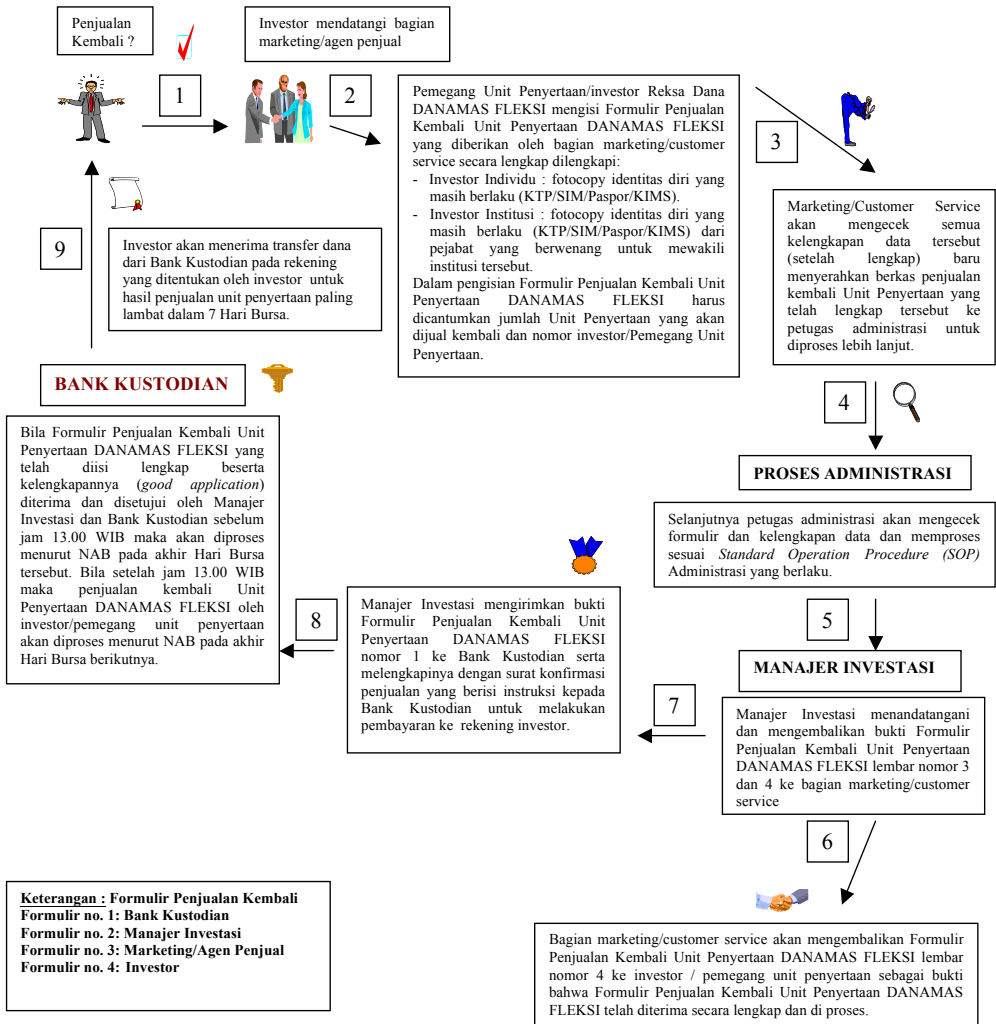 Penjualan
Kembali ?
1
Investor mendatangi bagian
marketing/agen penjual
2
Pemegang Unit Penyertaan/investor Reksa Dana
DANAMAS FLEKSI mengisi Formulir Penjualan
Kembali Unit Penyertaan DANAMAS FLEKSI
yang diberikan oleh bagian marketing/customer
service secara lengkap dilengkapi:
- Investor Individu : fotocopy identitas diri yang
masih berlaku (KTP/SIM/Paspor/KIMS).
- Investor Institusi : fotocopy identitas diri yang
masih berlaku (KTP/SIM/Paspor/KIMS) dari
pejabat yang berwenang untuk mewakili
institusi tersebut.
Dalam pengisian Formulir Penjualan Kembali Unit
Penyertaan DANAMAS FLEKSI harus
dicantumkan jumlah Unit Penyertaan yang akan
dijual kembali dan nomor investor/Pemegang Unit
Penyertaan.
3
Marketing/Customer Service
akan mengecek semua
kelengkapan data tersebut
(setelah lengkap) baru
menyerahkan berkas penjualan
kembali Unit Penyertaan yang
telah lengkap tersebut ke
petugas administrasi untuk
diproses lebih lanjut.
4
PROSES ADMINISTRASI
Selanjutnya petugas administrasi akan mengecek
formulir dan kelengkapan data dan memproses
sesuai Standard Operation Procedure (SOP)
Administrasi yang berlaku.
5
MANAJER INVESTASI
Manajer Investasi menandatangani
dan mengembalikan bukti Formulir
Penjualan Kembali Unit Penyertaan
DANAMAS FLEKSI lembar nomor 3
dan 4 ke bagian marketing/customer
service
6
Bagian marketing/customer service akan mengembalikan Formulir
Penjualan Kembali Unit Penyertaan DANAMAS FLEKSI lembar
nomor 4 ke investor / pemegang unit penyertaan sebagai bukti
bahwa Formulir Penjualan Kembali Unit Penyertaan DANAMAS
FLEKSI telah diterima secara lengkap dan di proses.
7
Manajer Investasi mengirimkan bukti
Formulir Penjualan Kembali Unit
Penyertaan DANAMAS FLEKSI
nomor 1 ke Bank Kustodian serta
melengkapinya dengan surat konfirmasi
penjualan yang berisi instruksi kepada
Bank Kustodian untuk melakukan
pembayaran ke rekening investor.
8
BANK KUSTODIAN
Bila Formulir Penjualan Kembali Unit
Penyertaan DANAMAS FLEKSI yang
telah diisi lengkap beserta
kelengkapannya (good application)
diterima dan disetujui oleh Manajer
Investasi dan Bank Kustodian sebelum
jam 13.00 WIB maka akan diproses
menurut NAB pada akhir Hari Bursa
tersebut. Bila setelah jam 13.00 WIB
maka penjualan kembali Unit
Penyertaan DANAMAS FLEKSI oleh
investor/pemegang unit penyertaan
akan diproses menurut NAB pada akhir
Hari Bursa berikutnya.
9
Investor akan menerima transfer dana
dari Bank Kustodian pada rekening
yang ditentukan oleh investor untuk
hasil penjualan unit penyertaan paling
lambat dalam 7 Hari Bursa.
Keterangan : Formulir Penjualan Kembali
Formulir no. 1: Bank Kustodian
Formulir no. 2: Manajer Investasi
Formulir no. 3: Marketing/Agen Penjual
Formulir no. 4: Investor